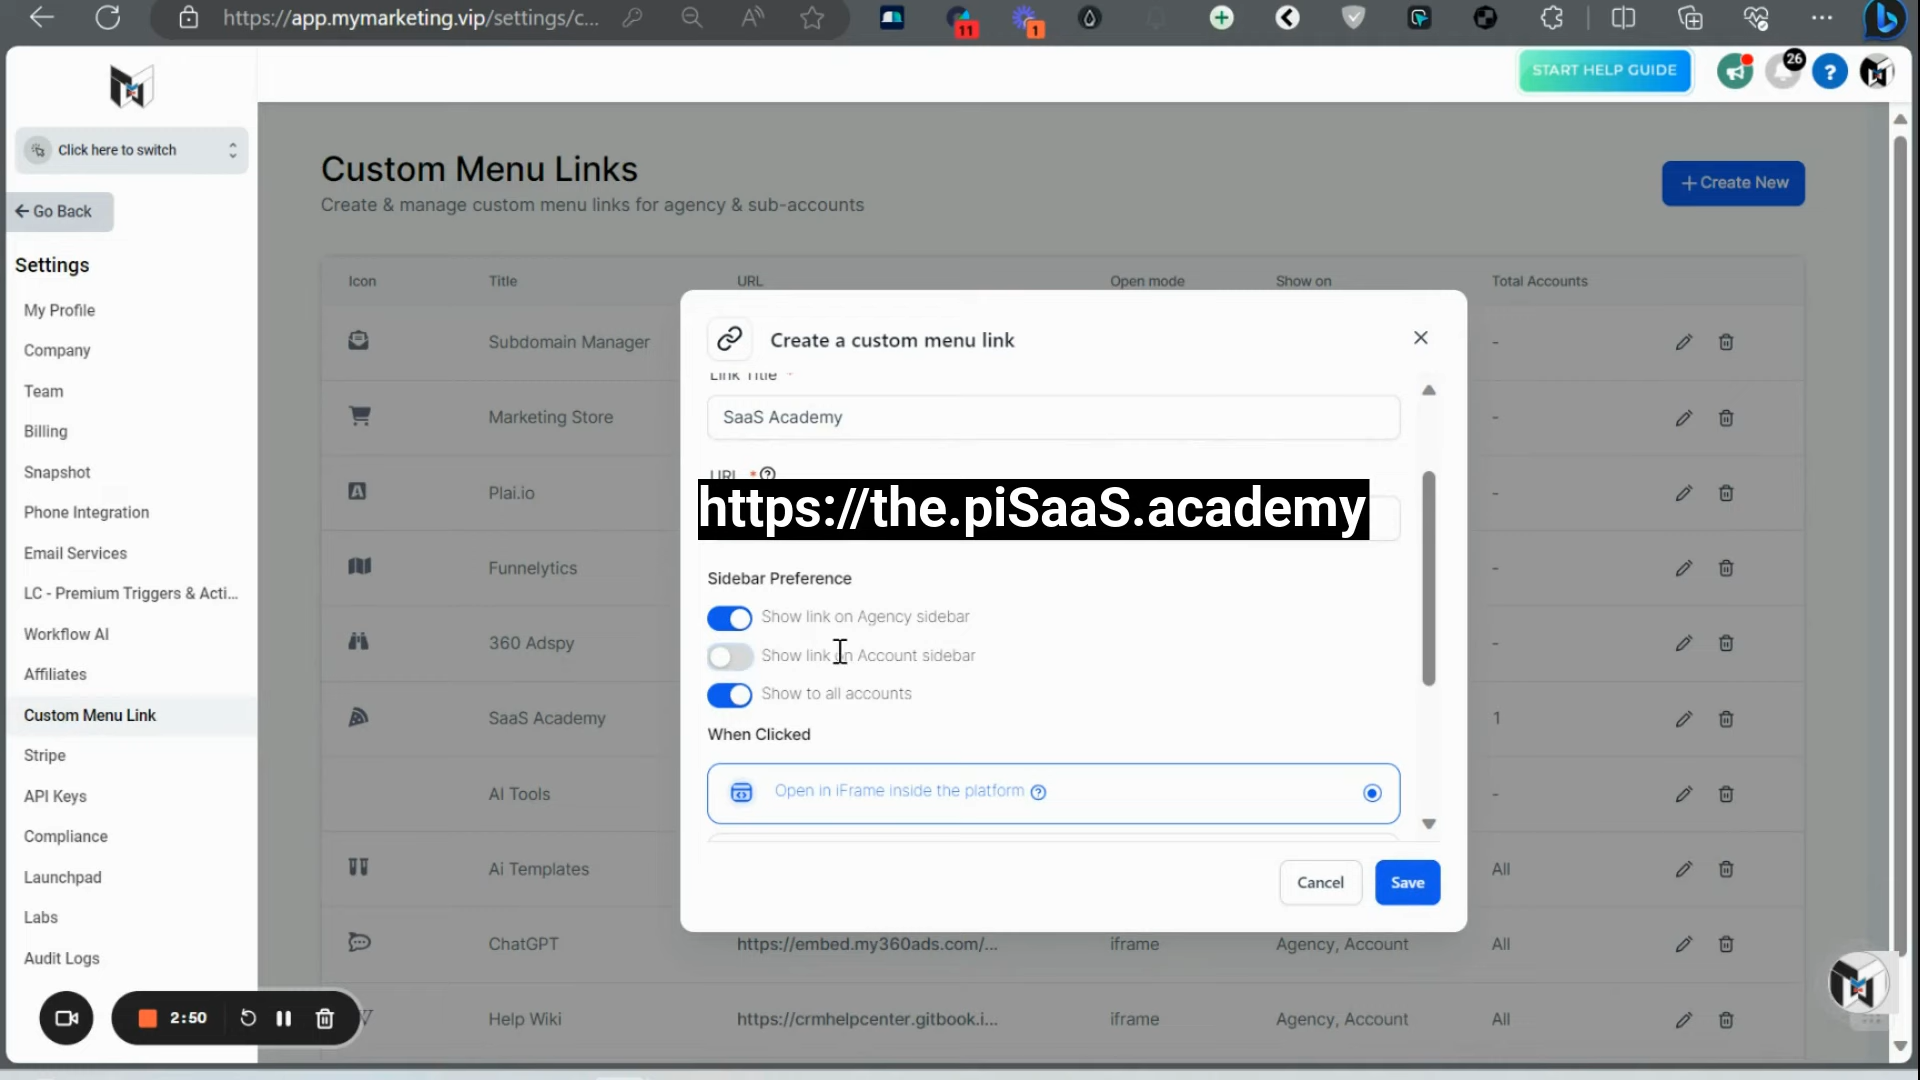 https://app.mymarketing.vip/settings/c...
11
1
START HELP GUIDE
26
?
Click here to switch
Go Back
Settings
My Profile
Company
Team
Billing
Snapshot
Phone Integration
Email Services
LC - Premium Triggers & Acti...
Workflow AI
Affiliates
Custom Menu Link
Stripe
API Keys
Compliance
Launchpad
Labs
Audit Logs
2:50
Custom Menu Links
Create & manage custom menu links for agency & sub-accounts
+ Create New
Icon Title URL Open mode Show on Total Accounts
Subdomain Manager -
Marketing Store -
Plai.io -
Funnelytics -
360 Adspy -
SaaS Academy 1
AI Tools -
Ai Templates All
ChatGPT https://embed.my360ads.com/... iframe Agency, Account All
Help Wiki https://crmhelpcenter.gitbook.i... iframe Agency, Account All
Create a custom menu link
Link Title *
SaaS Academy
URL *
https://the.piSaaS.academy
Sidebar Preference
Show link on Agency sidebar
Show link on Account sidebar
Show to all accounts
When Clicked
Open in iFrame inside the platform
Cancel
Save